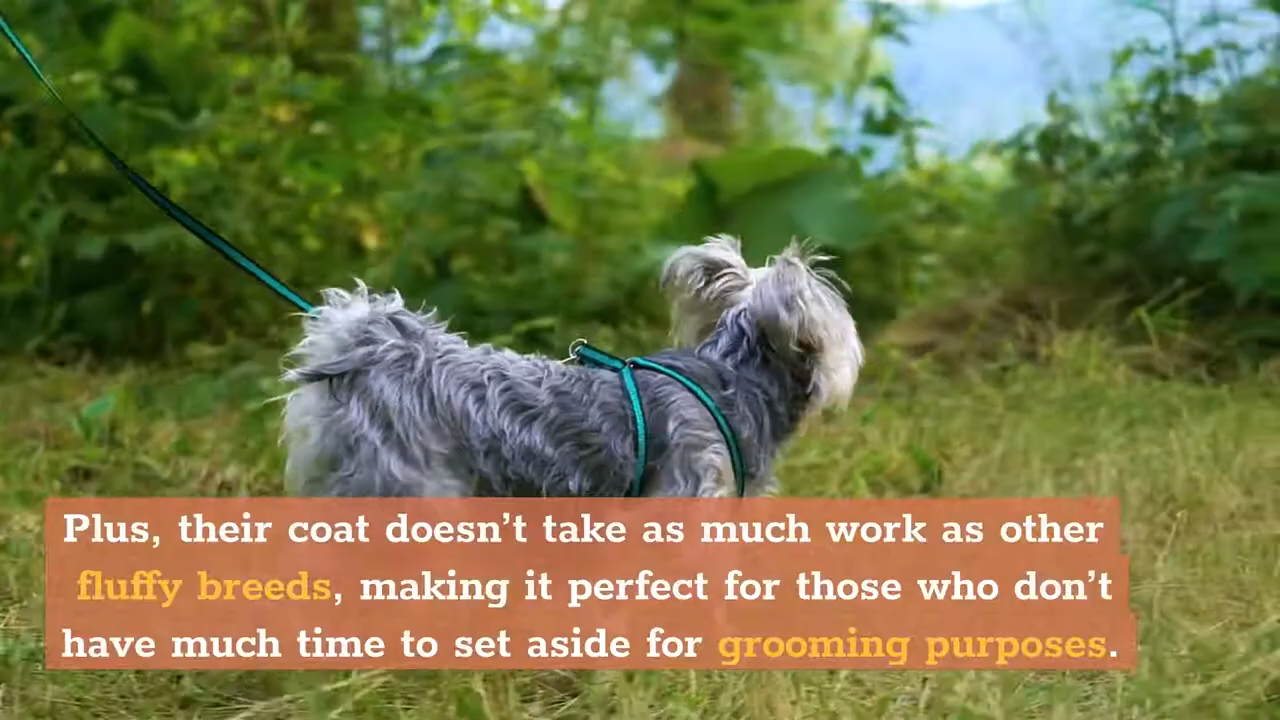 Plus, their coat doesn’t take as much work as other
fluffy breeds, making it perfect for those who don’t
have much time to set aside for grooming purposes.